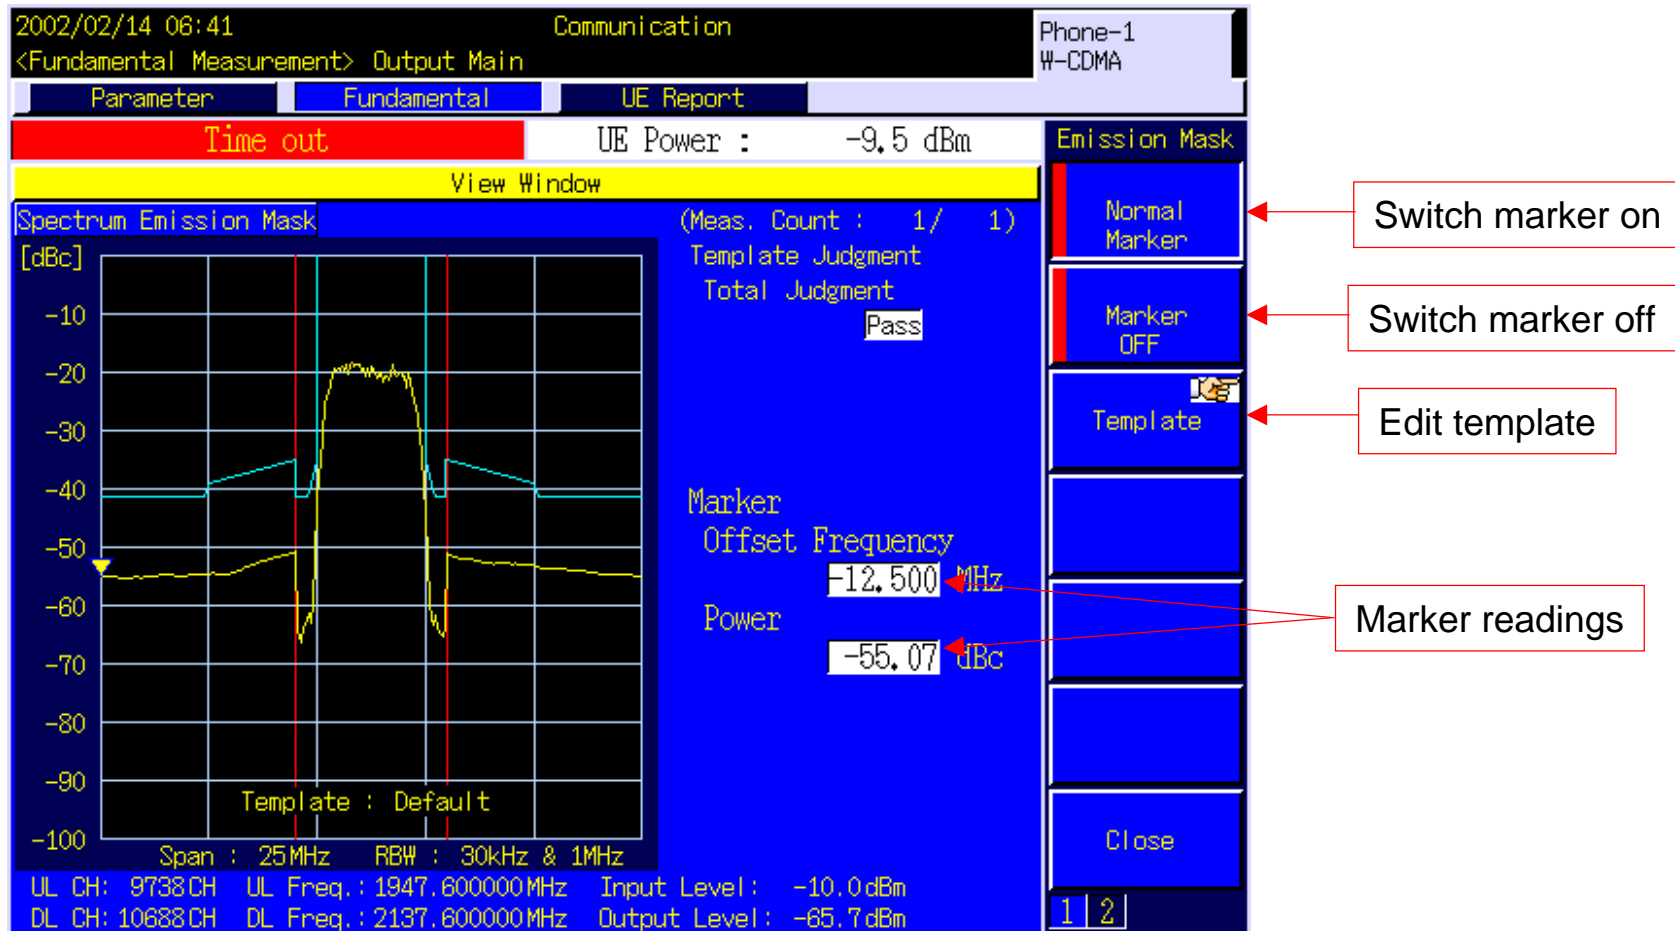 2002/02/14 06:41 Communication
Phone-1
<Fundamental Measurement> Output Main
W-CDMA
Parameter Fundamental UE Report
Time out UE Power : -9.5 dBm
Emission Mask
View Window
Spectrum Emission Mask (Meas. Count : 1/ 1)
[dBc]
Template Judgment
Total Judgment
Pass
-10
-20
-30
-40
-50
-60
-70
-80
-90
-100
Marker
Offset Frequency
-12.500 MHz
Power
-55.07 dBc
Template : Default
Span : 25MHz RBW : 30kHz & 1MHz
UL CH: 9738CH UL Freq.: 1947.600000MHz Input Level: -10.0dBm
DL CH: 10688CH DL Freq.: 2137.600000MHz Output Level: -65.7dBm
Normal
Marker
Marker
OFF
Template
Close
1 2
Switch marker on
Switch marker off
Edit template
Marker readings